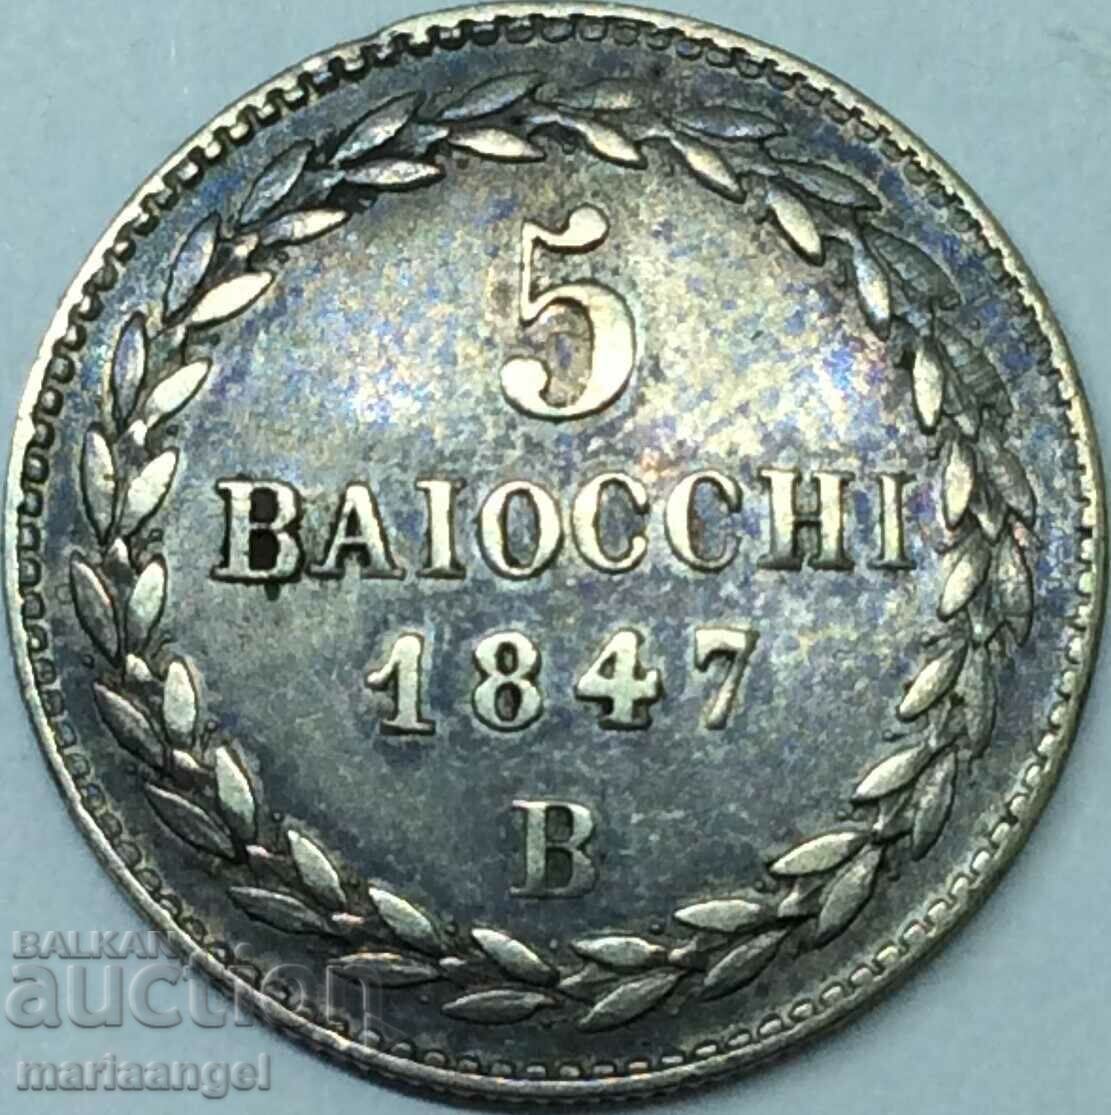 5
BAIOCCHI
1847
B
BALKAN
auction
mariaangel